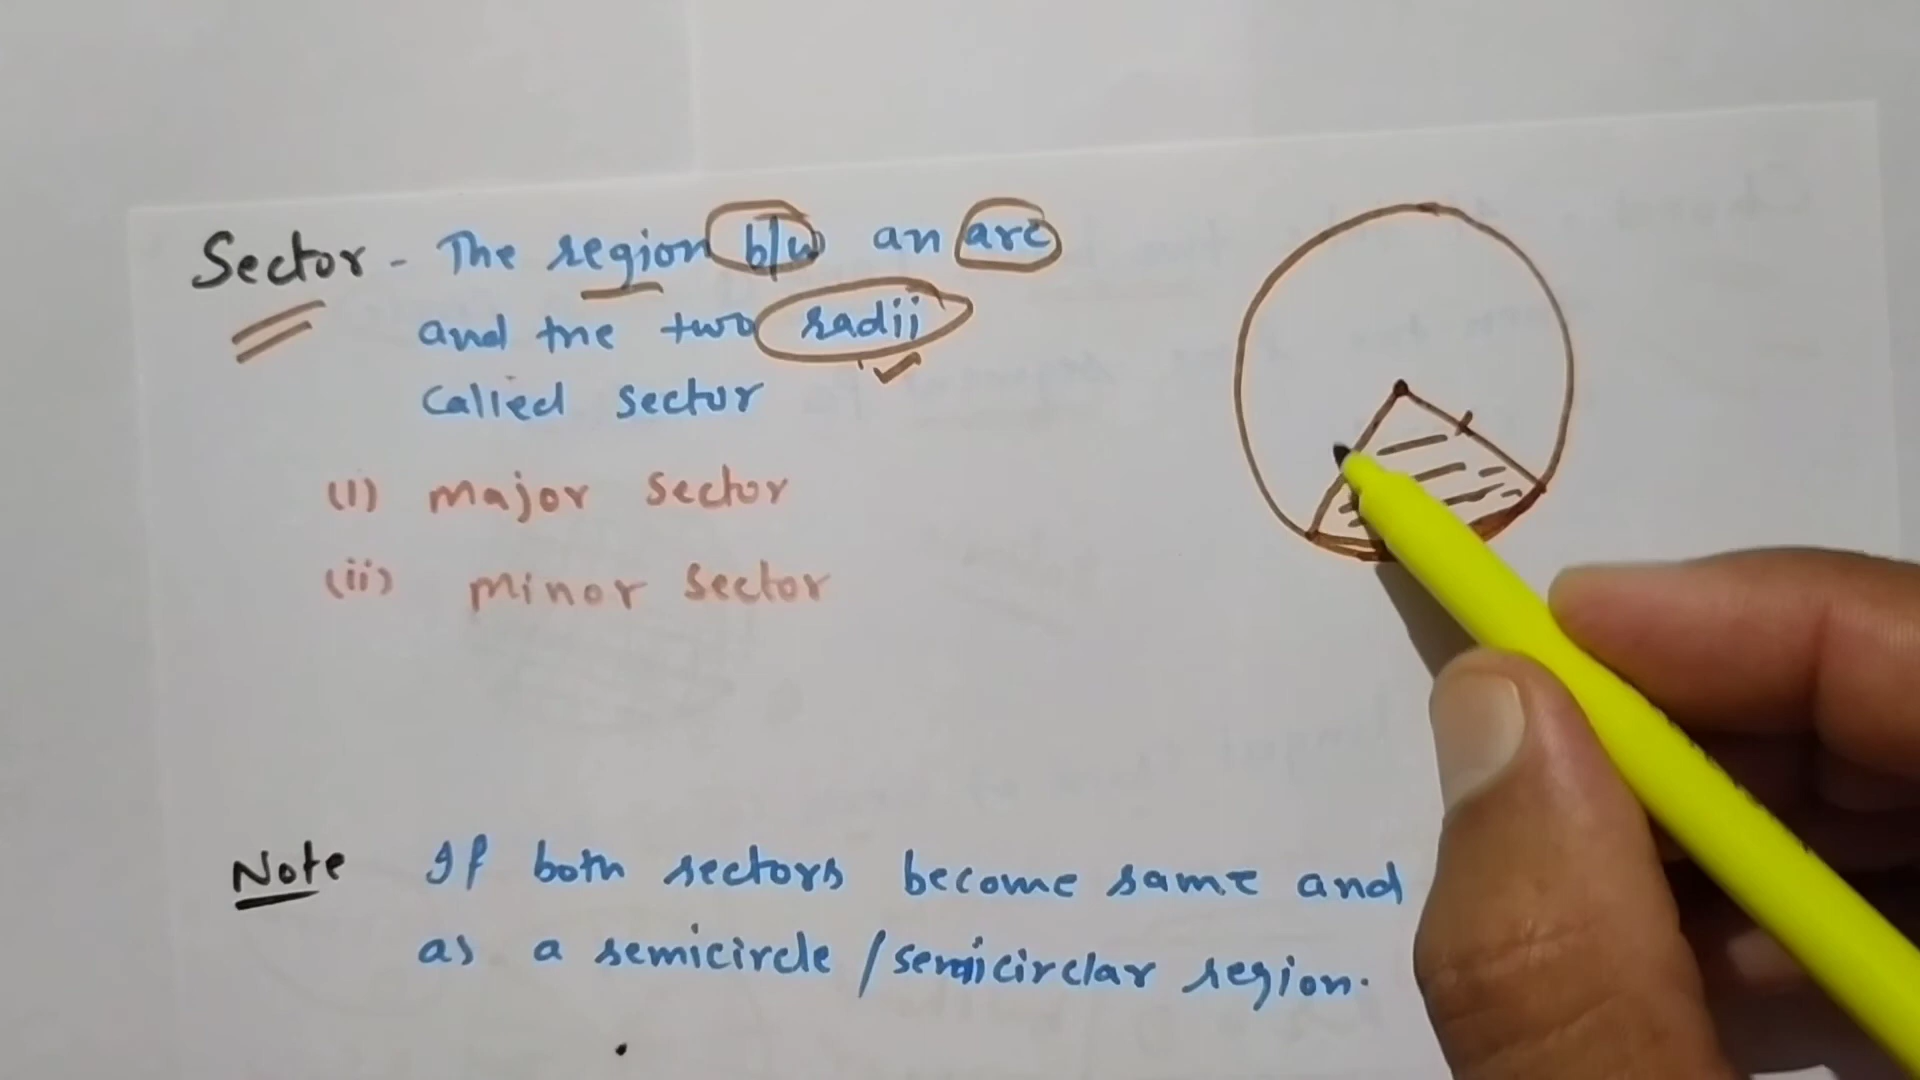 Sector - The region b/w an arc
and the two radii
called sector
(i) major sector
(ii) minor sector
Note If both sectors become same and
as a semicircle / semicirclar region.